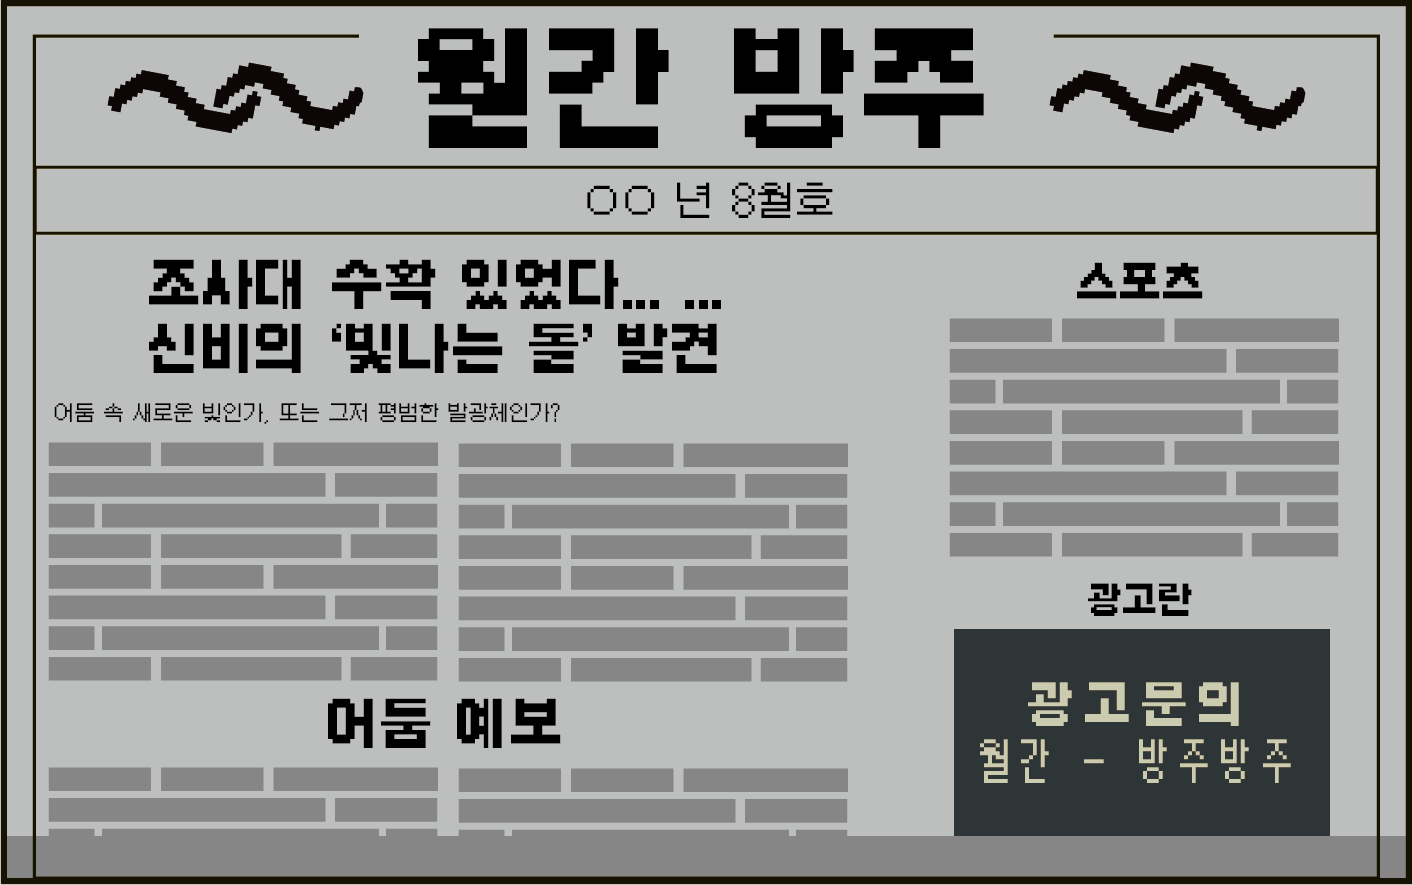 월간 방주
○○ 년 8월호
조사대 수확 있었다... ...
신비의 ‘빛나는 돌’ 발견
어둠 속 새로운 빛인가, 또는 그저 평범한 발광체인가?
어둠 예보
스포츠
광고란
광고문의
월간 - 방주방주